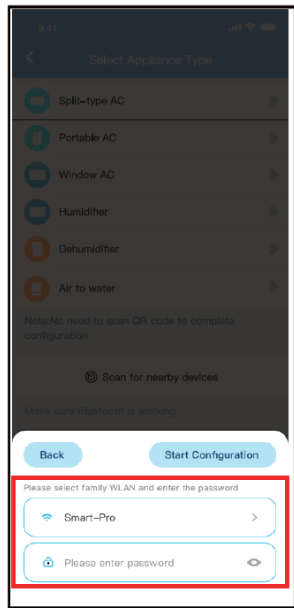 9:41
Select Appliance Type
Split-type AC
Portable AC
Window AC
Humidifier
Dehumidifier
Air to water
Note:No need to scan QR code to complete
configuration
Scan for nearby devices
Make sure Bluetooth is working.
Back
Start Configuration
Please select family WLAN and enter the password
Smart-Pro
Please enter password